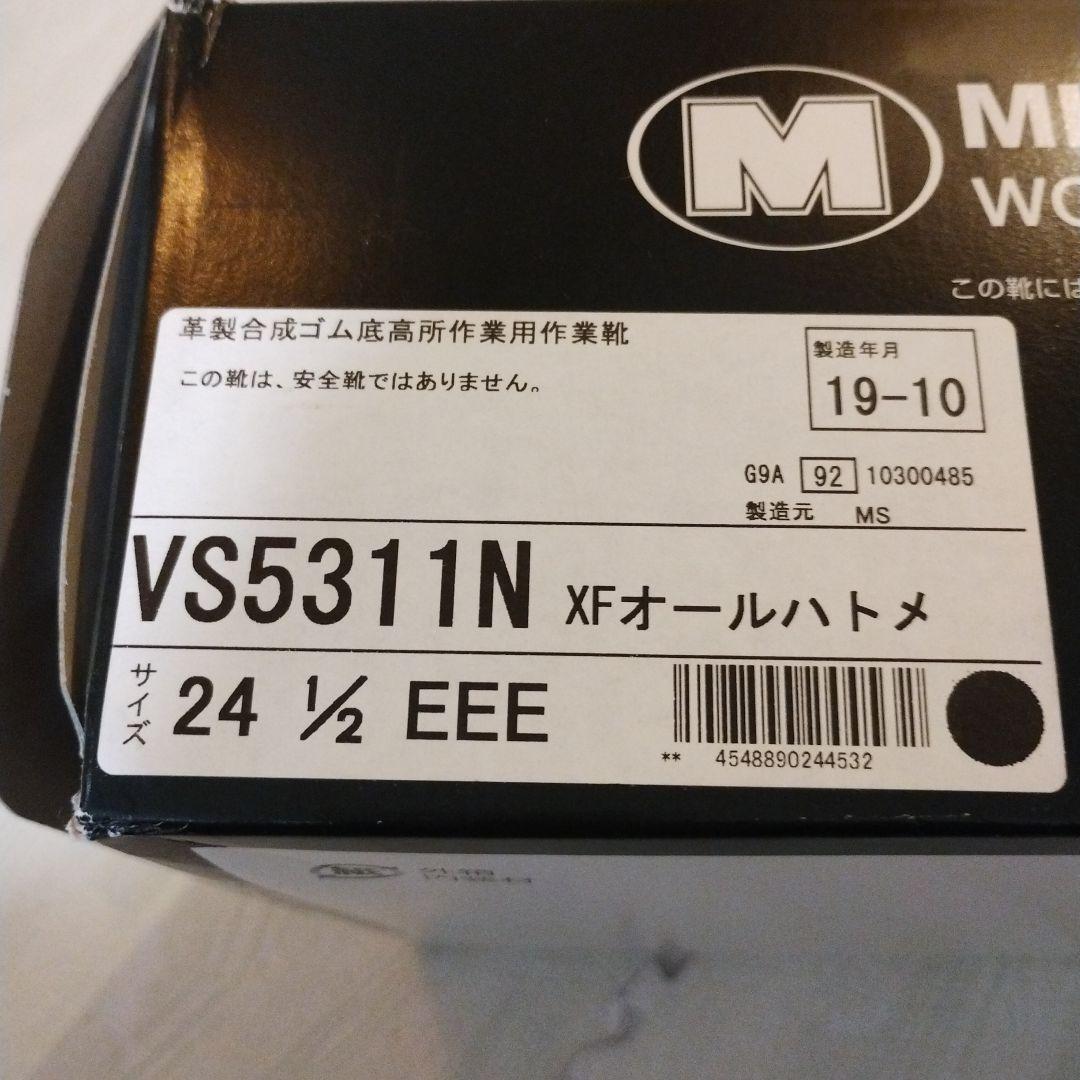 M
この靴には
革製合成ゴム底高所作業用作業靴
この靴は、安全靴ではありません。
製造年月
19-10
G9A 92 10300485
製造元 MS
VS5311N XFオールハトメ
サイズ 24 ½ EEE
** 4548890244532